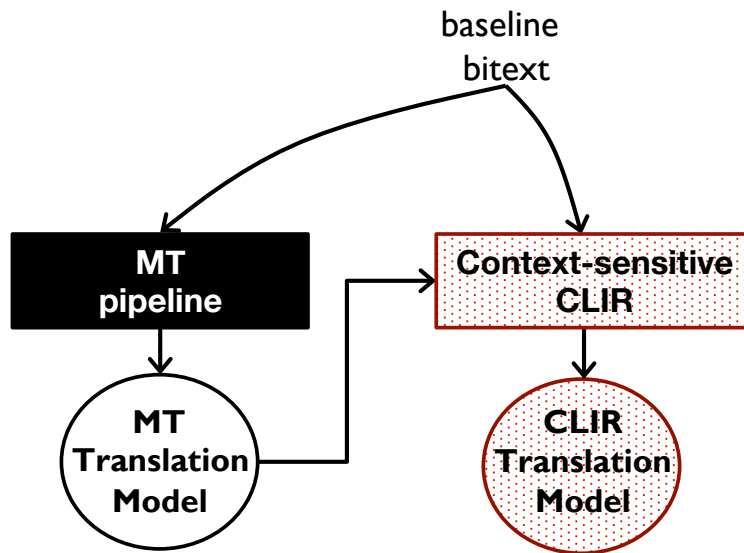 baseline
bitext
MT
pipeline
Context-sensitive
CLIR
MT
Translation
Model
CLIR
Translation
Model